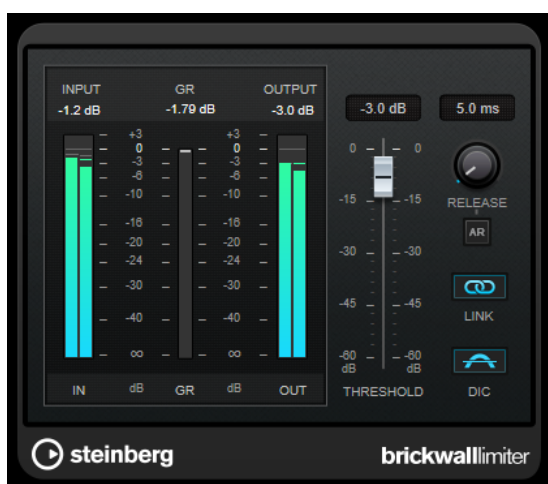 INPUT GR OUTPUT
-1.2 dB -1.79 dB -3.0 dB
-3.0 dB 5.0 ms
+3 +3
0 0 0 0
-3 -3
-6 -6
-10 -10
-15 -15
RELEASE
-16 -16
AR
-20 -20
-24 -24
-30 -30
-30 -30
-45 -45
LINK
-40 -40
∞ ∞
-60 -60
dB dB
IN dB GR dB OUT
THRESHOLD DIC
steinberg brickwalllimiter